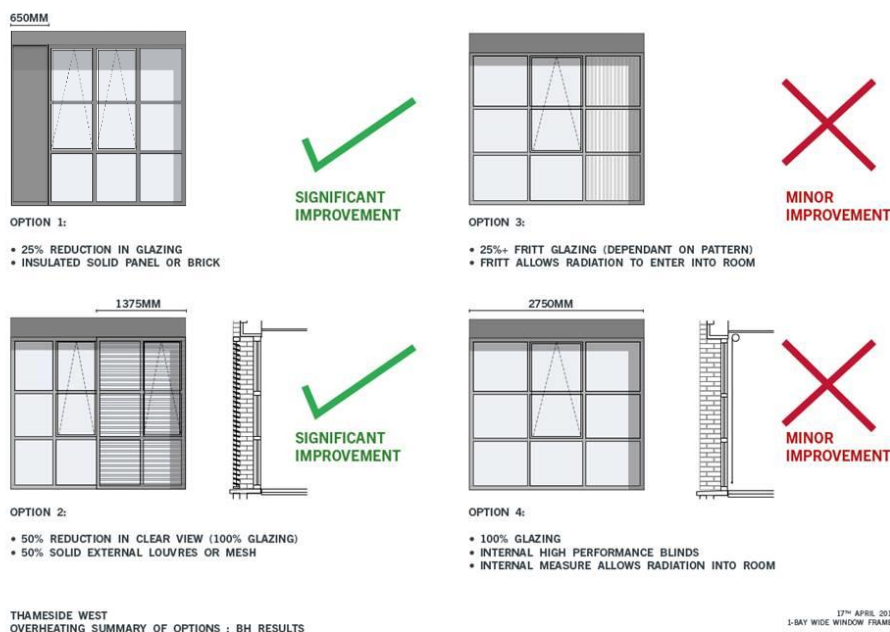 650MM
SIGNIFICANT
IMPROVEMENT
OPTION 1:
• 25% REDUCTION IN GLAZING
• INSULATED SOLID PANEL OR BRICK
MINOR
IMPROVEMENT
OPTION 3:
• 25%+ FRITT GLAZING (DEPENDANT ON PATTERN)
• FRITT ALLOWS RADIATION TO ENTER INTO ROOM
1375MM
SIGNIFICANT
IMPROVEMENT
OPTION 2:
• 50% REDUCTION IN CLEAR VIEW (100% GLAZING)
• 50% SOLID EXTERNAL LOUVRES OR MESH
2750MM
MINOR
IMPROVEMENT
OPTION 4:
• 100% GLAZING
• INTERNAL HIGH PERFORMANCE BLINDS
• INTERNAL MEASURE ALLOWS RADIATION INTO ROOM
THAMESIDE WEST
OVERHEATING SUMMARY OF OPTIONS : BH RESULTS
17TH APRIL 201
1-BAY WIDE WINDOW FRAME